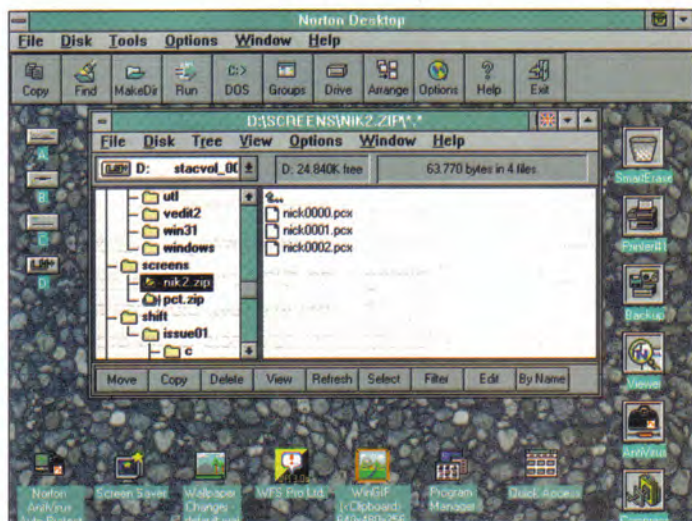 Norton Desktop
File Disk Tools Options Window Help
Copy Find MakeDir Run DOS Groups Drive Arrange Options Help Exit
C:>
D:\SCREENS\NIK2.ZIP\*.*
File Disk Tree View Options Window Help
D: stacvol_00
D: 24.840K free
63.770 bytes in 4 files
utl
vedit2
win31
windows
screens
nik2.zip
pct.zip
shift
issue01
c
nick0000.pcx
nick0001.pcx
nick0002.pcx
Move Copy Delete View Refresh Select Filter Edit By Name
A
B
C
D
SmartErase
Printer#1
Backup
Viewer
AntiVirus
Norton AntiVirus
Screen Saver
Wallpaper Changer -
WFS Pro Ltd.
WinGIF (vClipboard) 640x480x256
Program Manager
Quick Access